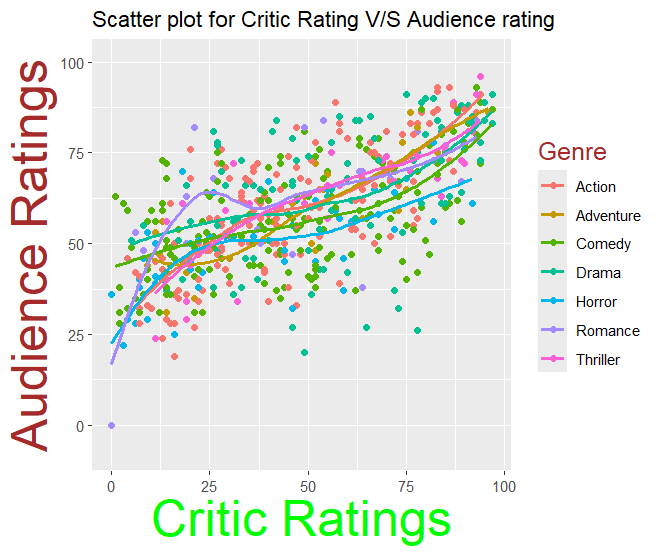 Scatter plot for Critic Rating V/S Audience rating
Audience Ratings
100
75
50
25
0
0 25 50 75 100
Critic Ratings
Genre
Action
Adventure
Comedy
Drama
Horror
Romance
Thriller